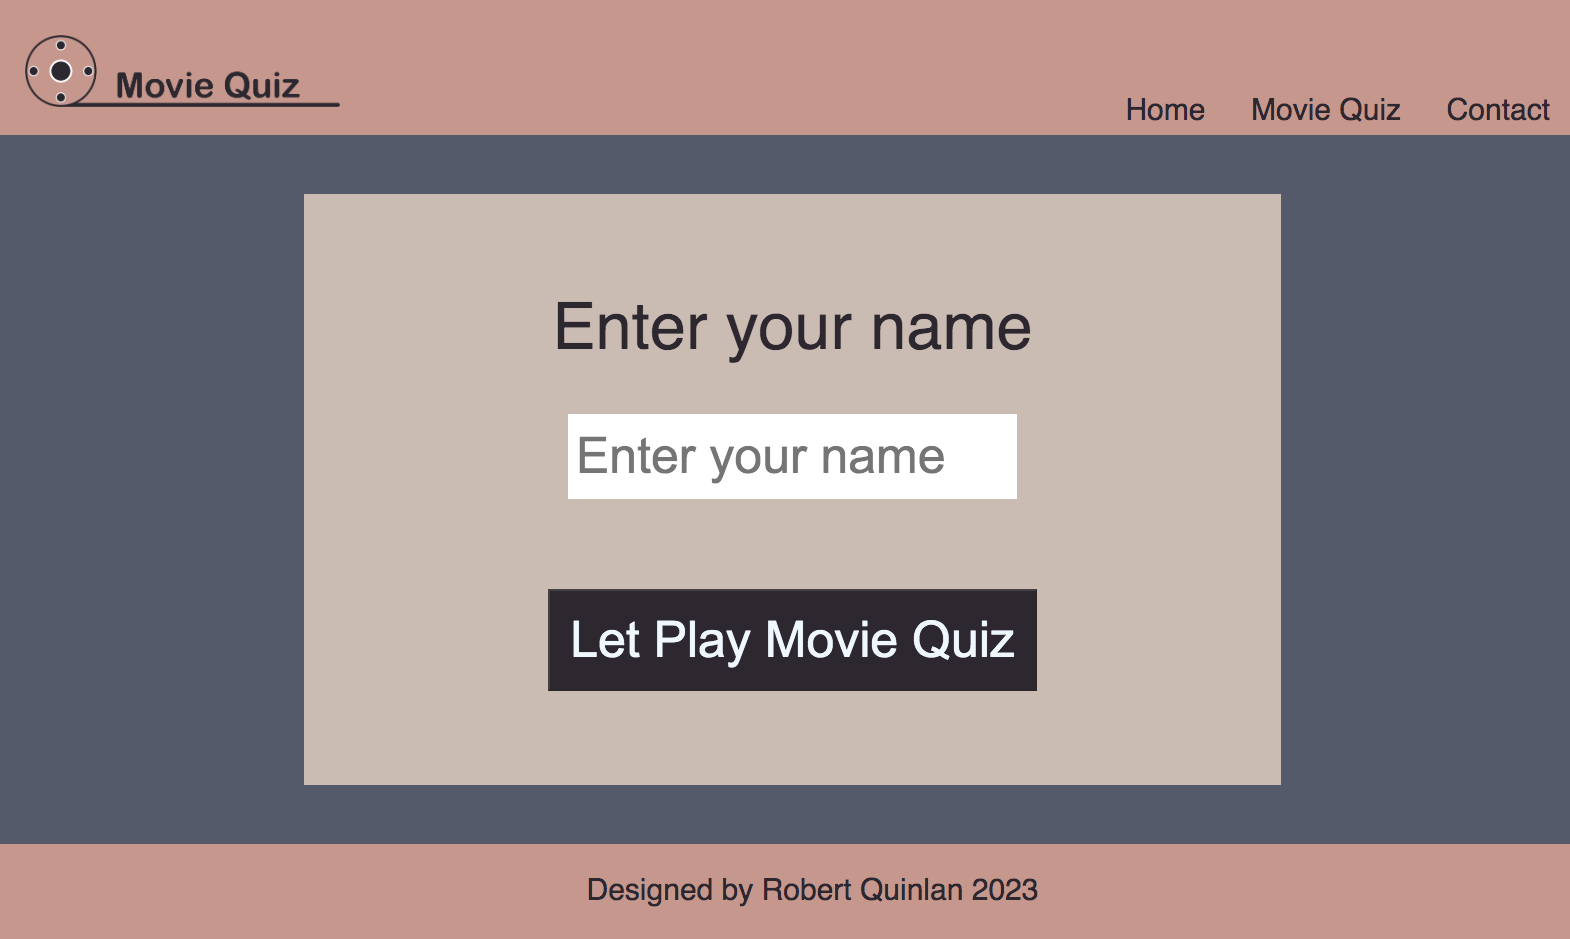 Movie Quiz
Home Movie Quiz Contact
Enter your name
Enter your name
Let Play Movie Quiz
Designed by Robert Quinlan 2023